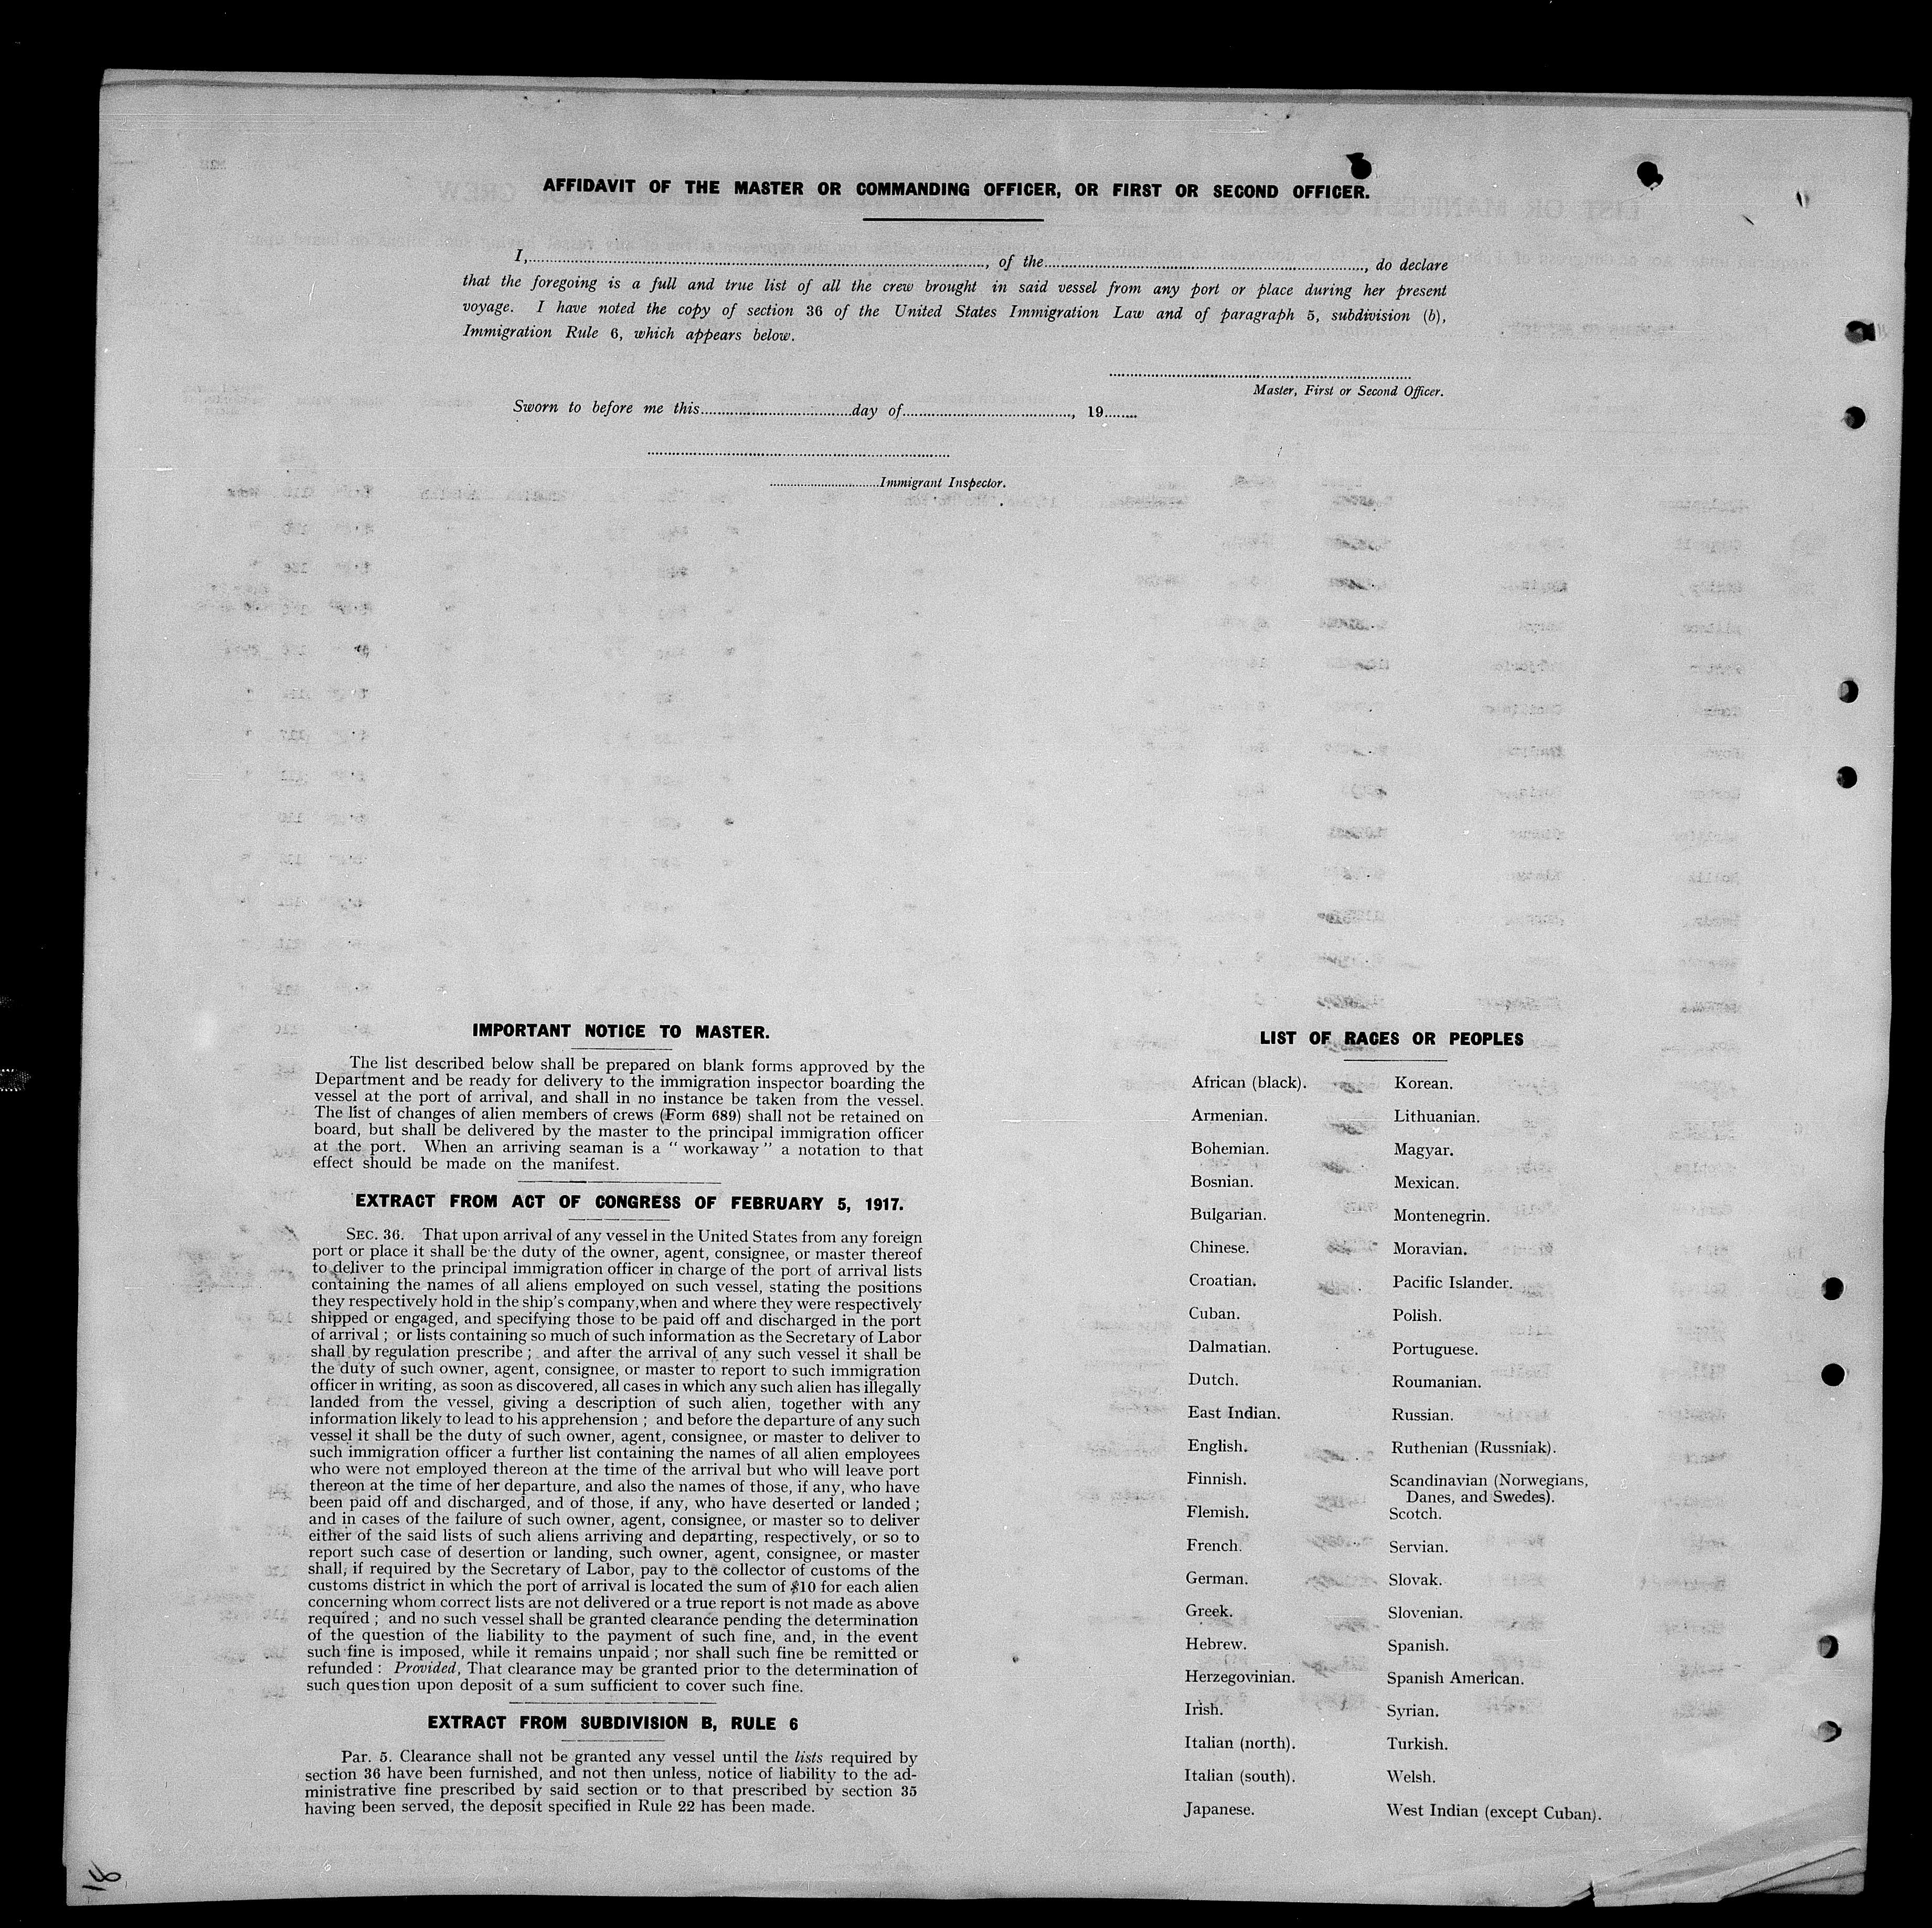 AFFIDAVIT OF THE MASTER OR COMMANDING OFFICER, OR FIRST OR SECOND OFFICER.
I,........................, of the........................, do declare
that the foregoing is a full and true list of all the crew brought in said vessel from any port or place during her present
voyage. I have noted the copy of section 36 of the United States Immigration Law and of paragraph 5, subdivision (b),
Immigration Rule 6, which appears below.
Master, First or Second Officer.
Sworn to before me this................day of................, 19........
................Immigrant Inspector.
IMPORTANT NOTICE TO MASTER.
The list described below shall be prepared on blank forms approved by the
Department and be ready for delivery to the immigration inspector boarding the
vessel at the port of arrival, and shall in no instance be taken from the vessel.
The list of changes of alien members of crews (Form 689) shall not be retained on
board, but shall be delivered by the master to the principal immigration officer
at the port. When an arriving seaman is a " workaway " a notation to that
effect should be made on the manifest.
EXTRACT FROM ACT OF CONGRESS OF FEBRUARY 5, 1917.
SEC. 36. That upon arrival of any vessel in the United States from any foreign
port or place it shall be the duty of the owner, agent, consignee, or master thereof
to deliver to the principal immigration officer in charge of the port of arrival lists
containing the names of all aliens employed on such vessel, stating the positions
they respectively hold in the ship's company, when and where they were respectively
shipped or engaged, and specifying those to be paid off and discharged in the port
of arrival ; or lists containing so much of such information as the Secretary of Labor
shall by regulation prescribe ; and after the arrival of any such vessel it shall be
the duty of such owner, agent, consignee, or master to report to such immigration
officer in writing, as soon as discovered, all cases in which any such alien has illegally
landed from the vessel, giving a description of such alien, together with any
information likely to lead to his apprehension ; and before the departure of any such
vessel it shall be the duty of such owner, agent, consignee, or master to deliver to
such immigration officer a further list containing the names of all alien employees
who were not employed thereon at the time of the arrival but who will leave port
thereon at the time of her departure, and also the names of those, if any, who have
been paid off and discharged, and of those, if any, who have deserted or landed ;
and in cases of the failure of such owner, agent, consignee, or master so to deliver
either of the said lists of such aliens arriving and departing, respectively, or so to
report such case of desertion or landing, such owner, agent, consignee, or master
shall, if required by the Secretary of Labor, pay to the collector of customs of the
customs district in which the port of arrival is located the sum of $10 for each alien
concerning whom correct lists are not delivered or a true report is not made as above
required ; and no such vessel shall be granted clearance pending the determination
of the question of the liability to the payment of such fine, and, in the event
such fine is imposed, while it remains unpaid ; nor shall such fine be remitted or
refunded : Provided, That clearance may be granted prior to the determination of
such question upon deposit of a sum sufficient to cover such fine.
EXTRACT FROM SUBDIVISION B, RULE 6
Par. 5. Clearance shall not be granted any vessel until the lists required by
section 36 have been furnished, and not then unless, notice of liability to the ad-
ministrative fine prescribed by said section or to that prescribed by section 35
having been served, the deposit specified in Rule 22 has been made.
LIST OF RACES OR PEOPLES
African (black).
Armenian.
Bohemian.
Bosnian.
Bulgarian.
Chinese.
Croatian.
Cuban.
Dalmatian.
Dutch.
East Indian.
English.
Finnish.
Flemish.
French.
German.
Greek.
Hebrew.
Herzegovinian.
Irish.
Italian (north).
Italian (south).
Japanese.
Korean.
Lithuanian.
Magyar.
Mexican.
Montenegrin.
Moravian.
Pacific Islander.
Polish.
Portuguese.
Roumanian.
Russian.
Ruthenian (Russniak).
Scandinavian (Norwegians,
Danes, and Swedes).
Scotch.
Servian.
Slovak.
Slovenian.
Spanish.
Spanish American.
Syrian.
Turkish.
Welsh.
West Indian (except Cuban).